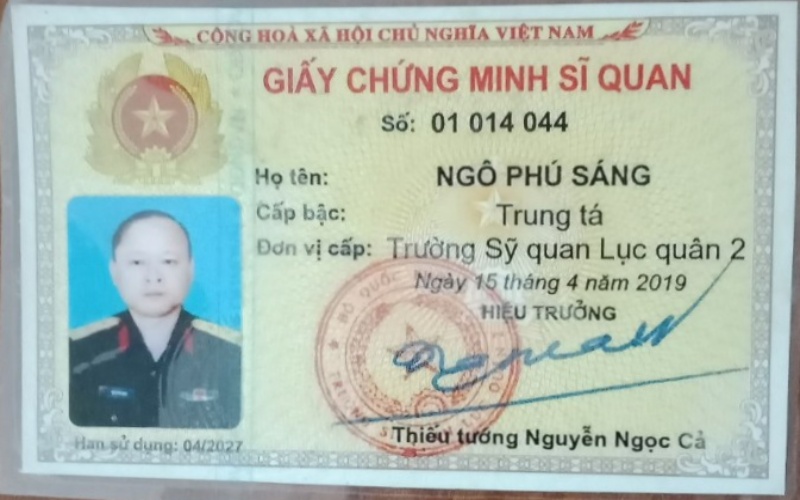 CỘNG HOÀ XÃ HỘI CHỦ NGHĨA VIỆT NAM
GIẤY CHỨNG MINH SĨ QUAN
Số: 01 014 044
Họ tên: NGÔ PHÚ SÁNG
Cấp bậc: Trung tá
Đơn vị cấp: Trường Sỹ quan Lục quân 2
Ngày 15 tháng 4 năm 2019
HIỆU TRƯỞNG
BỘ QUỐC
Thiếu tướng Nguyễn Ngọc Cả
Hạn sử dụng: 04/2027